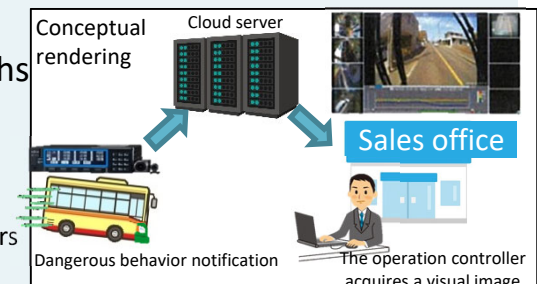 Conceptual
rendering
Cloud server
Sales office
Dangerous behavior notification
The operation controller
acquires a visual image